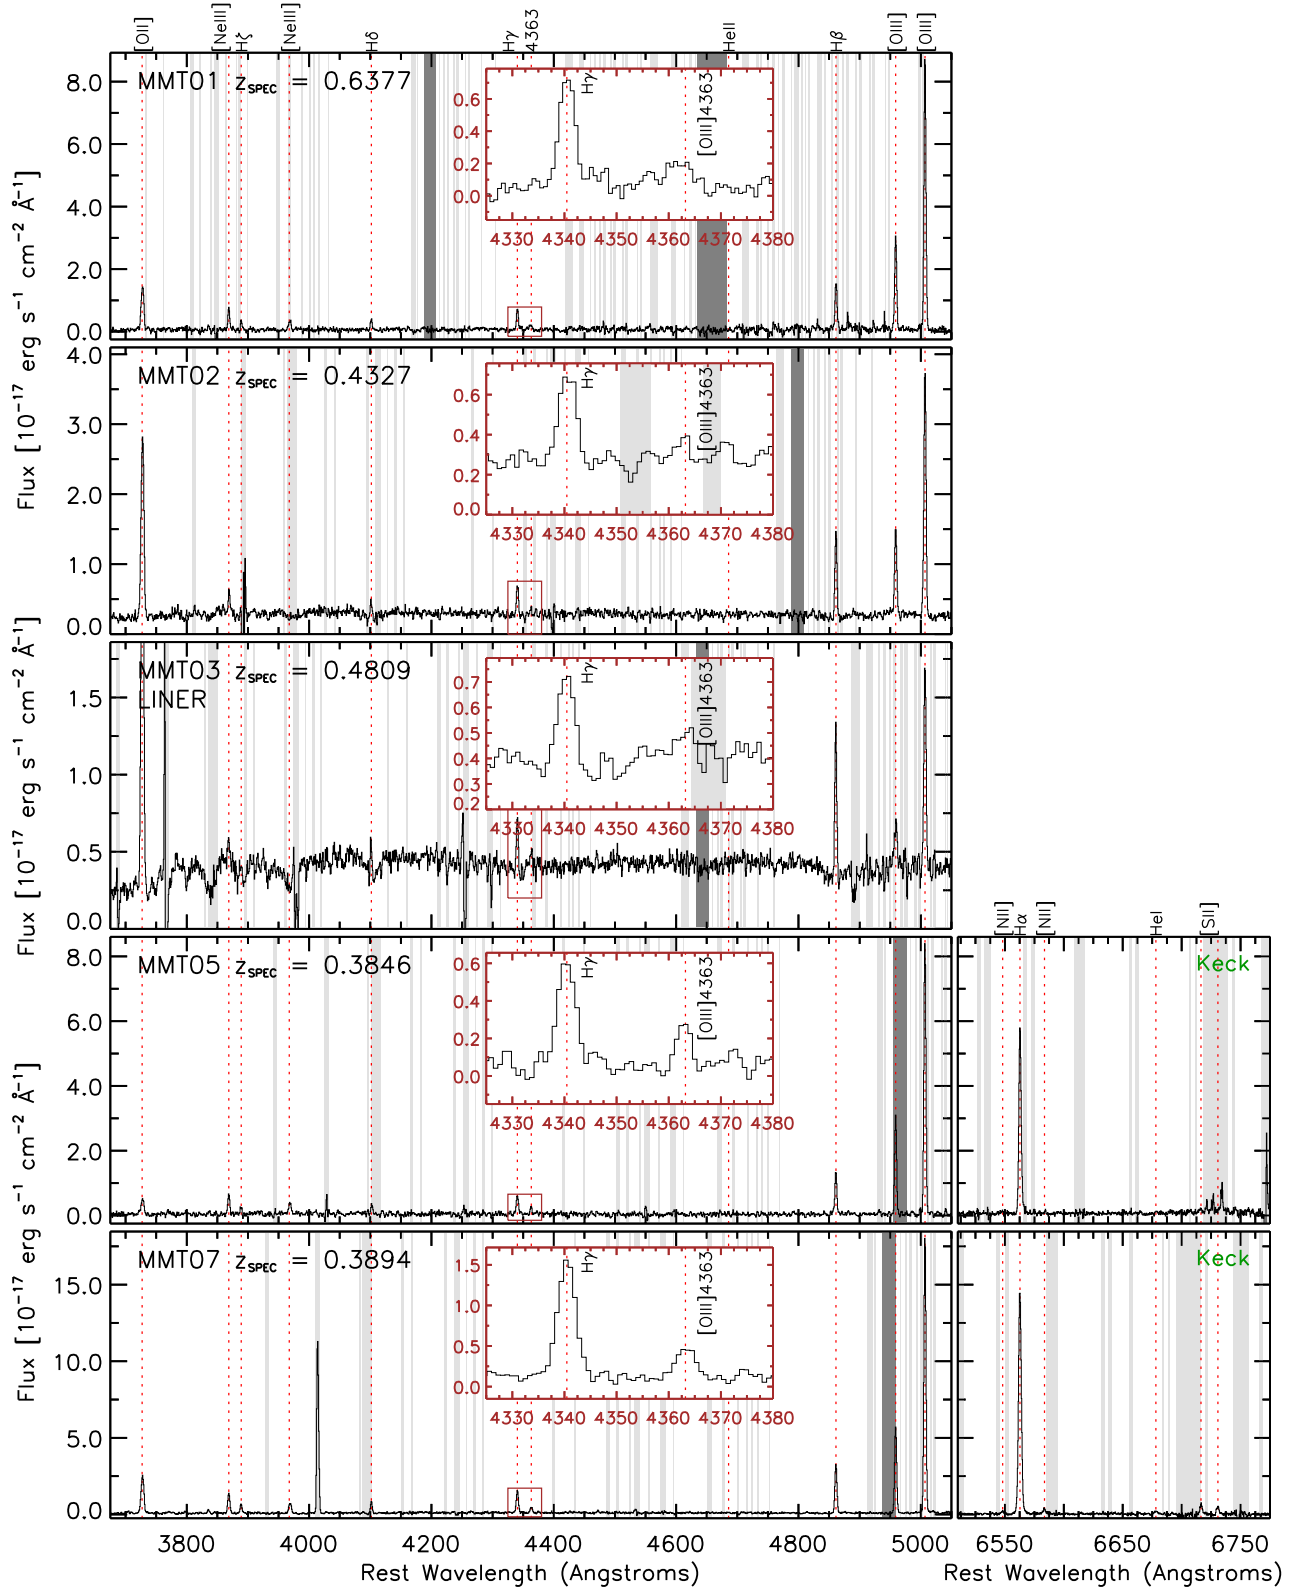 [OII] [NeIII] Hζ [NeIII] Hδ Hγ 4363 HeII Hβ [OIII] [OIII]
MMT01 zSPEC = 0.6377
8.0
6.0
4.0
2.0
0.0
Hγ
[OIII]4363
0.6
0.4
0.2
0.0
4330 4340 4350 4360 4370 4380
Flux [10⁻¹⁷ erg s⁻¹ cm⁻² Å⁻¹]
MMT02 zSPEC = 0.4327
4.0
3.0
2.0
1.0
0.0
Hγ
[OIII]4363
0.6
0.4
0.2
0.0
4330 4340 4350 4360 4370 4380
MMT03 zSPEC = 0.4809
LINER
1.5
1.0
0.5
0.0
Hγ
[OIII]4363
0.7
0.6
0.5
0.4
0.3
0.2
4330 4340 4350 4360 4370 4380
Flux [10⁻¹⁷ erg s⁻¹ cm⁻² Å⁻¹]
[NII] Hα [NII] HeI [SII]
MMT05 zSPEC = 0.3846
Keck
8.0
6.0
4.0
2.0
0.0
Hγ
[OIII]4363
0.6
0.4
0.2
0.0
4330 4340 4350 4360 4370 4380
Flux [10⁻¹⁷ erg s⁻¹ cm⁻² Å⁻¹]
MMT07 zSPEC = 0.3894
Keck
15.0
10.0
5.0
0.0
Hγ
[OIII]4363
1.5
1.0
0.5
0.0
4330 4340 4350 4360 4370 4380
3800 4000 4200 4400 4600 4800 5000
6550 6650 6750
Rest Wavelength (Angstroms)
Rest Wavelength (Angstroms)